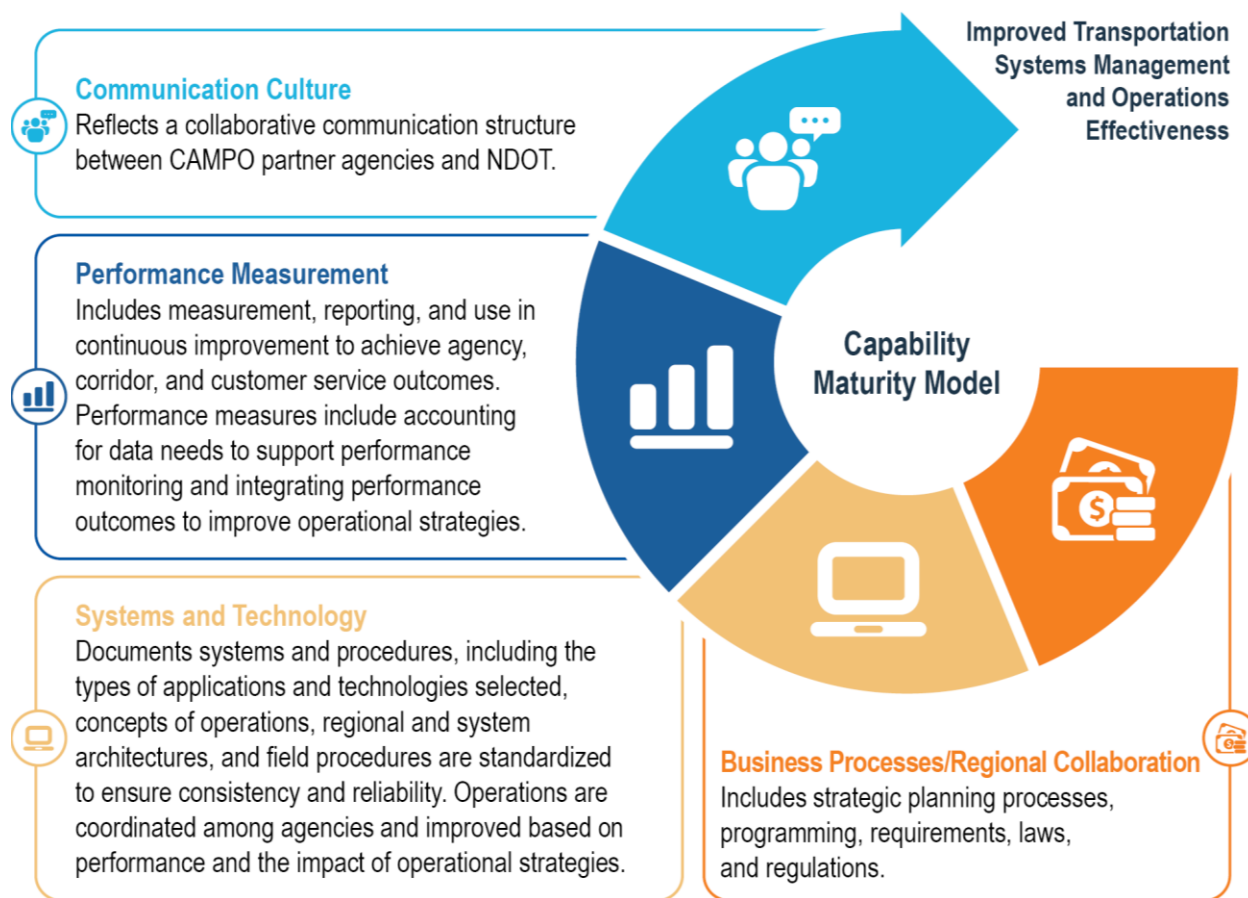 Communication Culture
Reflects a collaborative communication structure
between CAMPO partner agencies and NDOT.
Performance Measurement
Includes measurement, reporting, and use in
continuous improvement to achieve agency,
corridor, and customer service outcomes.
Performance measures include accounting
for data needs to support performance
monitoring and integrating performance
outcomes to improve operational strategies.
Systems and Technology
Documents systems and procedures, including the
types of applications and technologies selected,
concepts of operations, regional and system
architectures, and field procedures are standardized
to ensure consistency and reliability. Operations are
coordinated among agencies and improved based on
performance and the impact of operational strategies.
Improved Transportation
Systems Management
and Operations
Effectiveness
Capability
Maturity Model
$
$
Business Processes/Regional Collaboration
Includes strategic planning processes,
programming, requirements, laws,
and regulations.